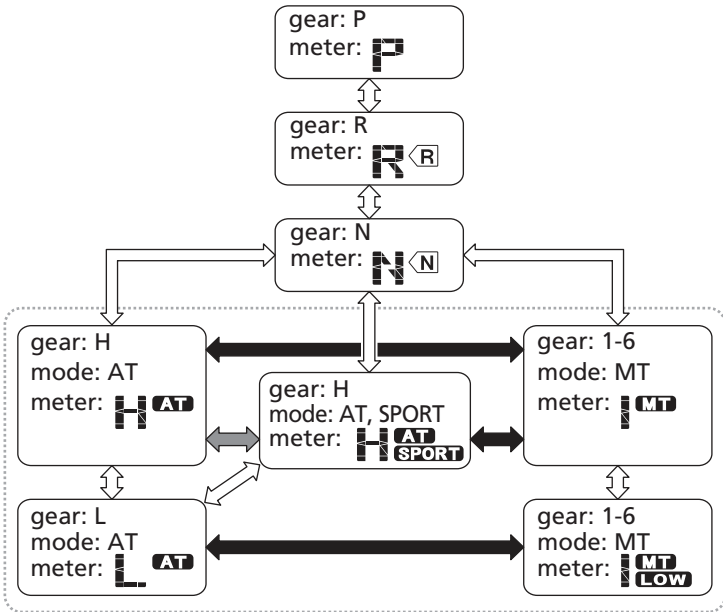 gear: P
meter: P
gear: R
meter: R R
gear: N
meter: N N
gear: H
mode: AT
meter: H AT
gear: H
mode: AT, SPORT
meter: H AT
SPORT
gear: 1-6
mode: MT
meter: I MT
gear: L
mode: AT
meter: L AT
gear: 1-6
mode: MT
meter: I MT
LOW